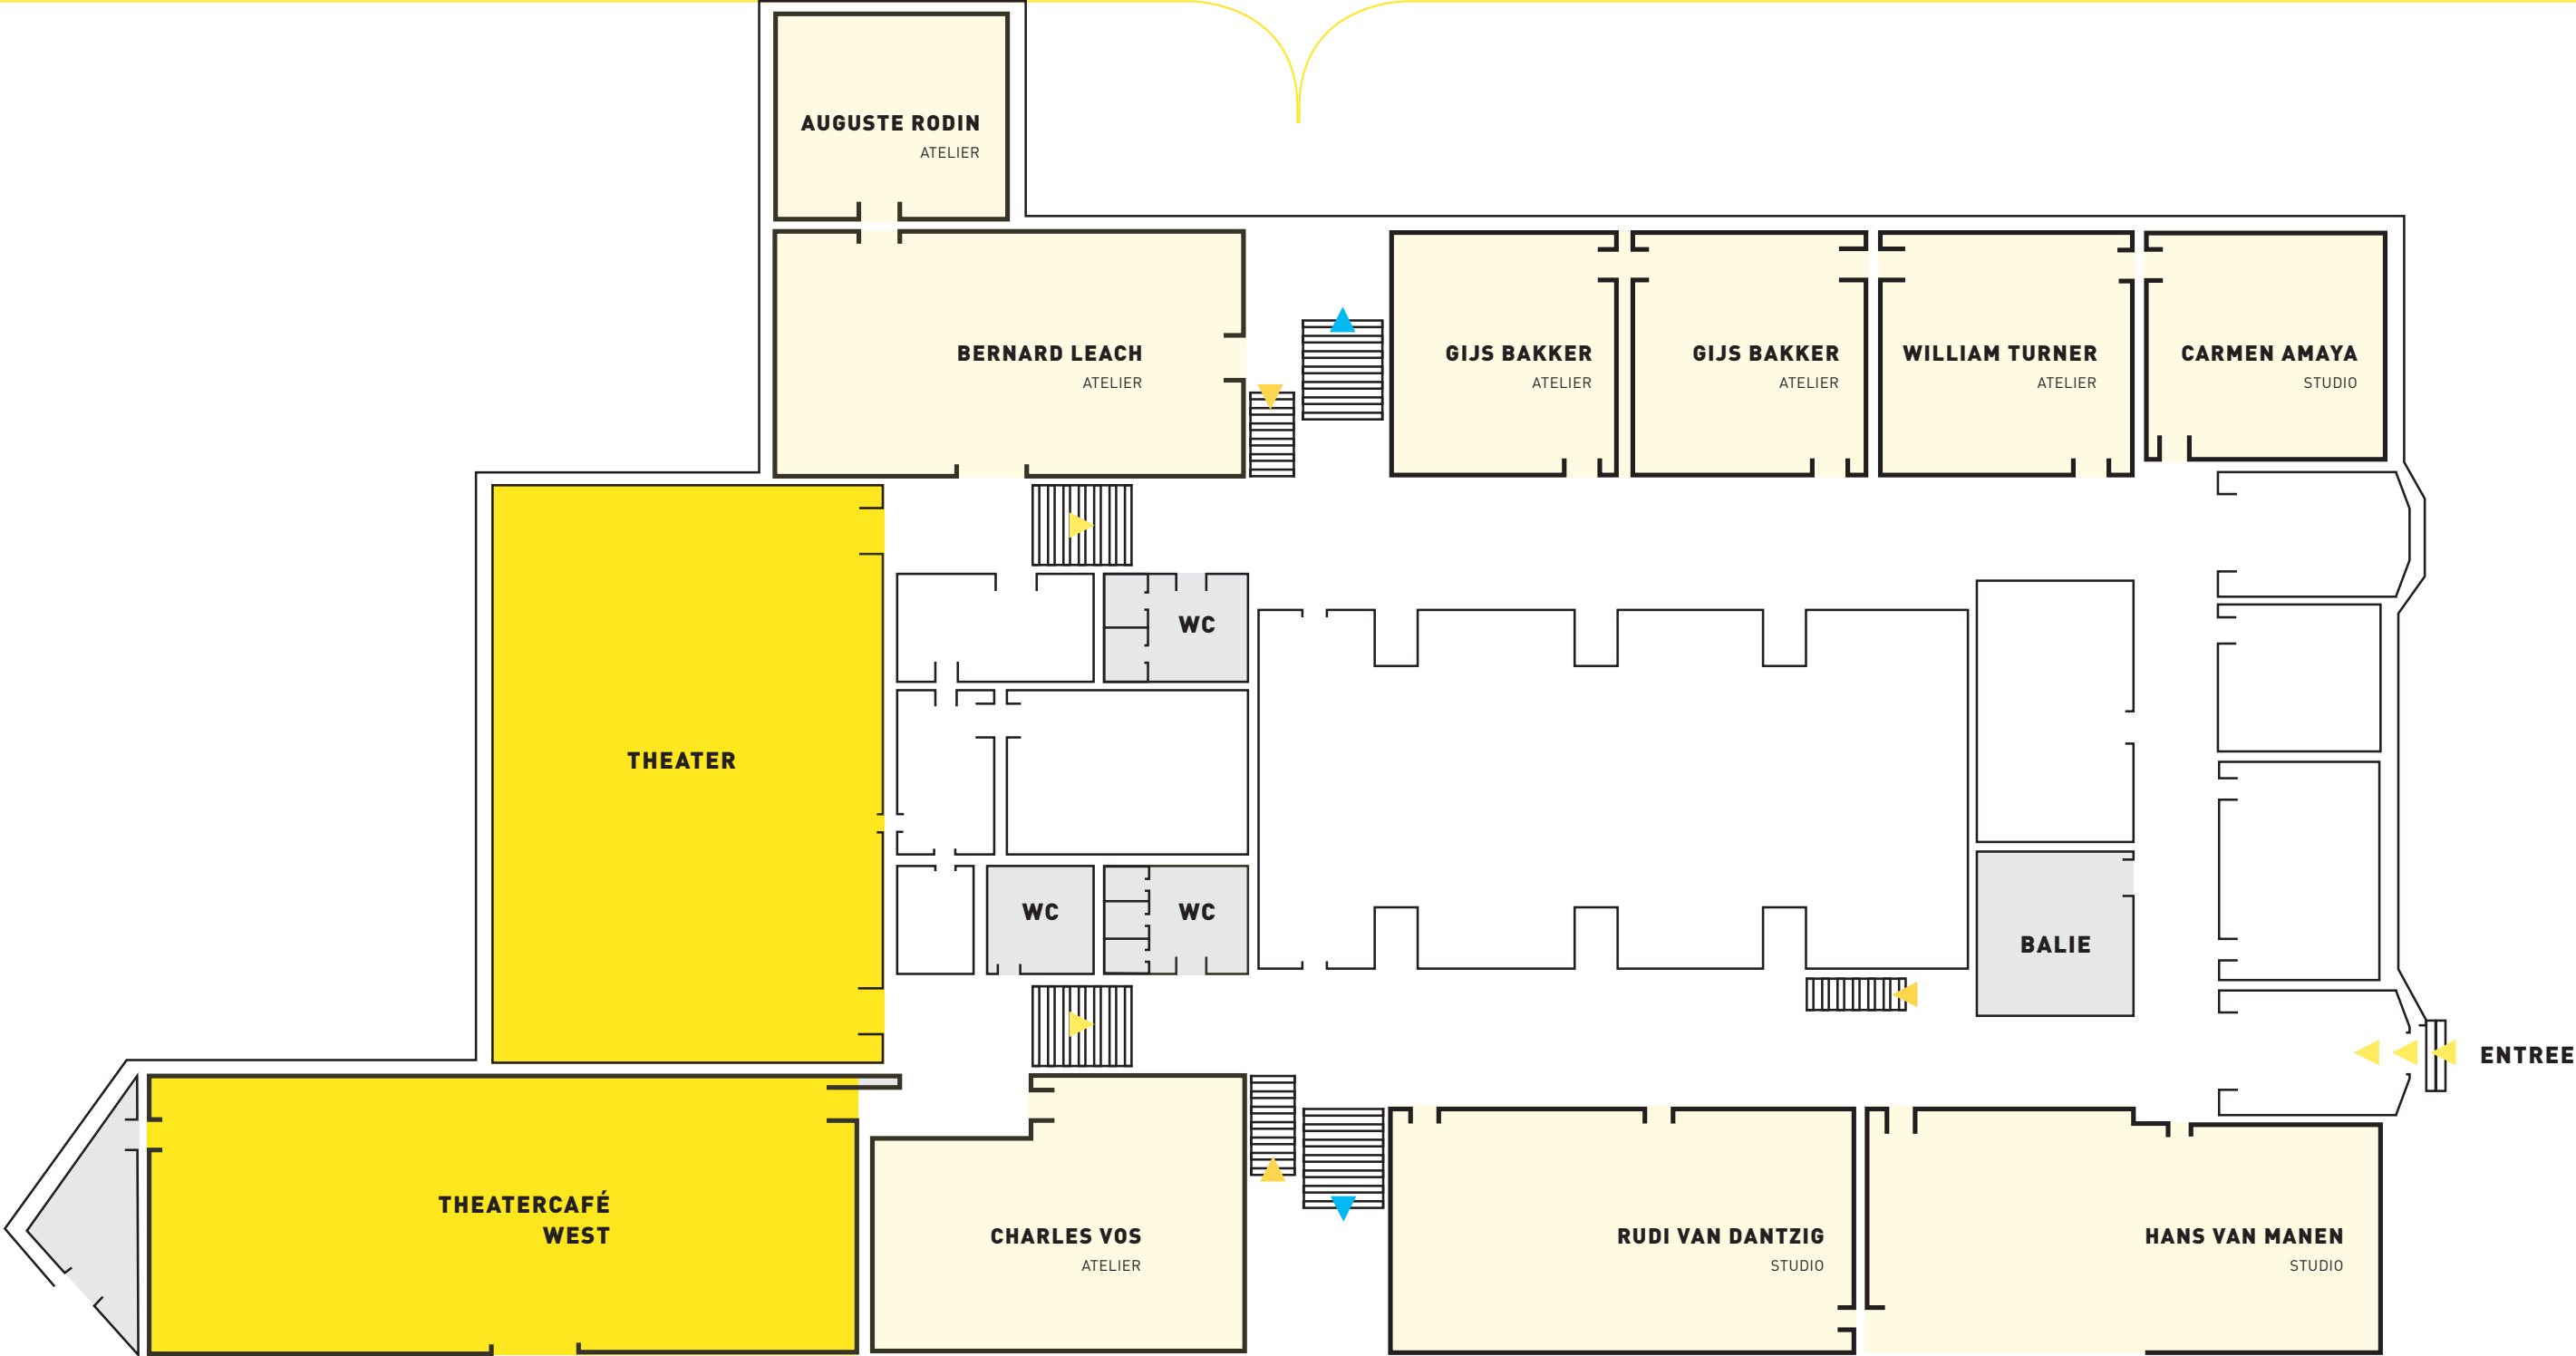 AUGUSTE RODIN
ATELIER
BERNARD LEACH
ATELIER
GIJS BAKKER
ATELIER
GIJS BAKKER
ATELIER
WILLIAM TURNER
ATELIER
CARMEN AMAYA
STUDIO
WC
THEATER
WC
WC
BALIE
ENTREE
THEATERCAFÉ
WEST
CHARLES VOS
ATELIER
RUDI VAN DANTZIG
STUDIO
HANS VAN MANEN
STUDIO